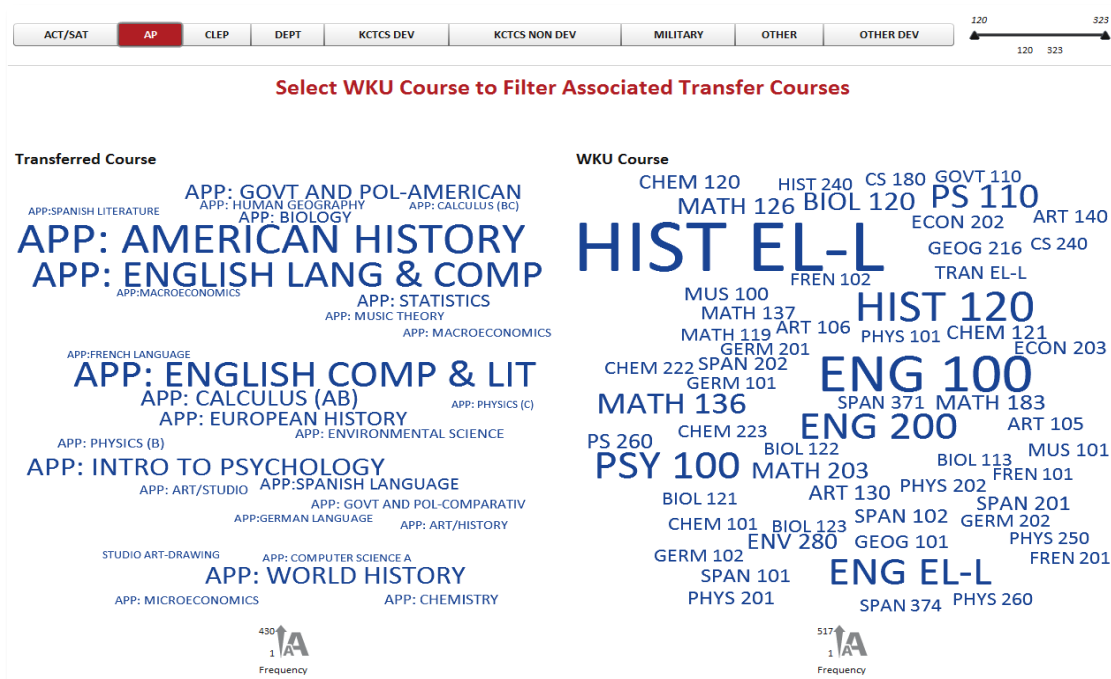 120 323
ACT/SAT AP CLEP DEPT KCTCS DEV KCTCS NON DEV MILITARY OTHER OTHER DEV
120 323
Select WKU Course to Filter Associated Transfer Courses
Transferred Course
APP: GOVT AND POL-AMERICAN
APP: HUMAN GEOGRAPHY
APP:SPANISH LITERATURE
APP: CALCULUS (BC)
APP: BIOLOGY
APP: AMERICAN HISTORY
APP: ENGLISH LANG & COMP
APP:MACROECONOMICS
APP: STATISTICS
APP: MUSIC THEORY
APP: MACROECONOMICS
APP:FRENCH LANGUAGE
APP: ENGLISH COMP & LIT
APP: CALCULUS (AB)
APP: PHYSICS (C)
APP: EUROPEAN HISTORY
APP: ENVIRONMENTAL SCIENCE
APP: PHYSICS (B)
APP: INTRO TO PSYCHOLOGY
APP: ART/STUDIO
APP:SPANISH LANGUAGE
APP: GOVT AND POL-COMPARATIV
APP:GERMAN LANGUAGE
APP: ART/HISTORY
STUDIO ART-DRAWING
APP: COMPUTER SCIENCE A
APP: WORLD HISTORY
APP: MICROECONOMICS
APP: CHEMISTRY
430
1
A
A
Frequency
WKU Course
CHEM 120
HIST 240
CS 180
GOVT 110
MATH 126
BIOL 120
PS 110
ECON 202
ART 140
HIST EL-L
GEOG 216
CS 240
TRAN EL-L
FREN 102
MUS 100
HIST 120
MATH 137
MATH 119
ART 106
PHYS 101
CHEM 121
GERM 201
ECON 203
CHEM 222
SPAN 202
ENG 100
GERM 101
MATH 136
SPAN 371
MATH 183
ENG 200
ART 105
PS 260
CHEM 223
BIOL 122
MUS 101
PSY 100
MATH 203
BIOL 113
FREN 101
BIOL 121
ART 130
PHYS 202
SPAN 201
CHEM 101
BIOL 123
SPAN 102
GERM 202
ENV 280
GEOG 101
PHYS 250
GERM 102
FREN 201
SPAN 101
ENG EL-L
PHYS 201
SPAN 374
PHYS 260
517
1
A
A
Frequency